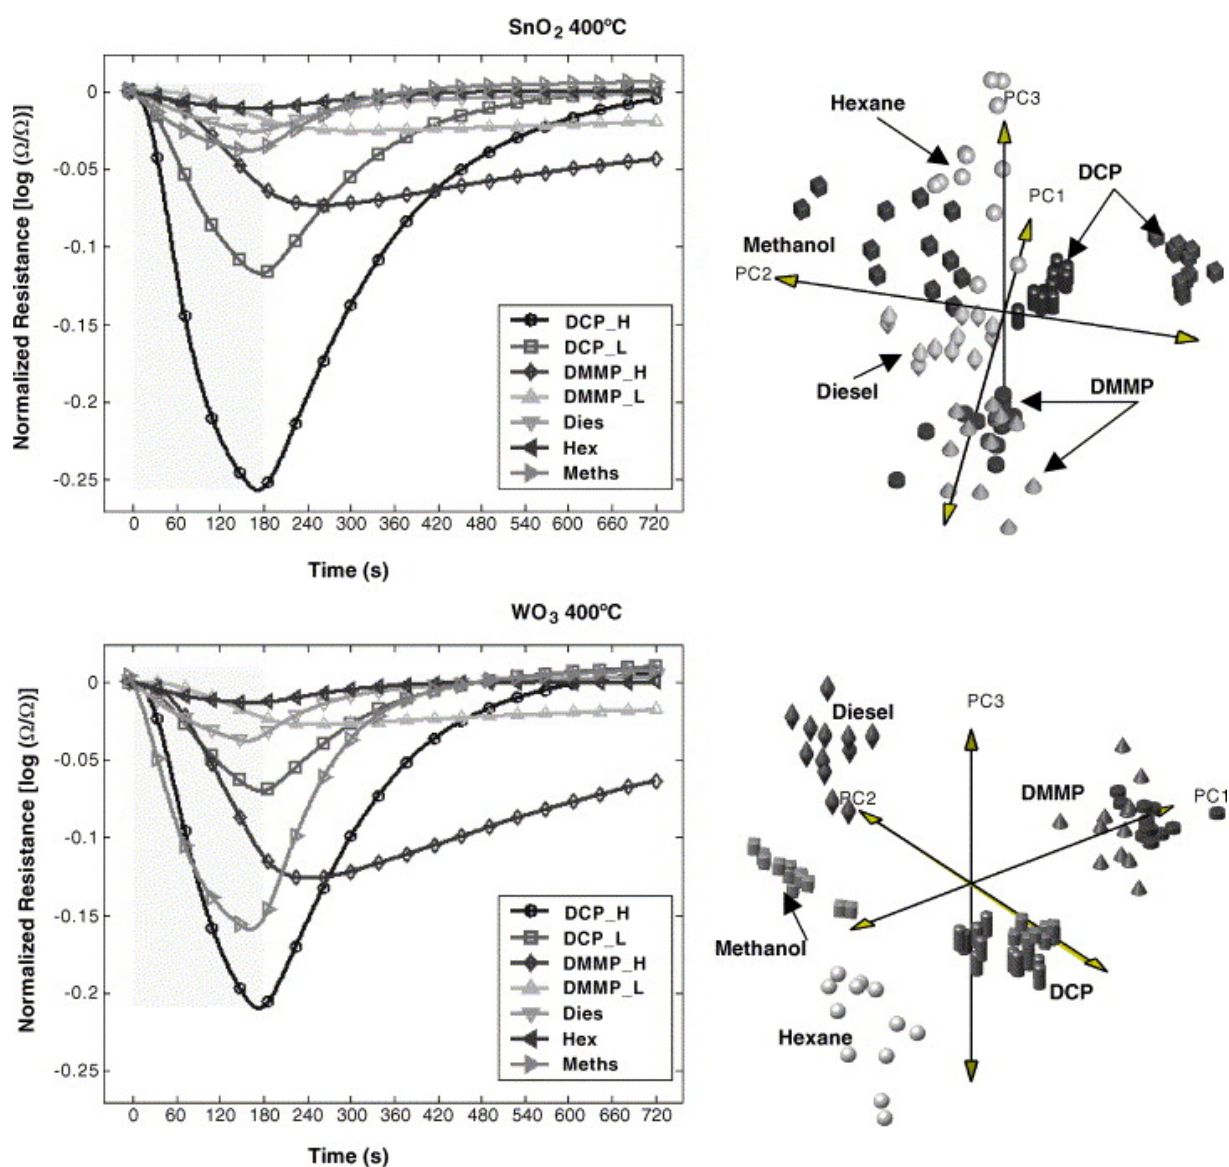 SnO2 400ºC
Normalized Resistance [log (Ω/Ω)]
0
-0.05
-0.1
-0.15
-0.2
-0.25
DCP_H
DCP_L
DMMP_H
DMMP_L
Dies
Hex
Meths
0 60 120 180 240 300 360 420 480 540 600 660 720
Time (s)
Hexane
PC3
DCP
PC1
Methanol
PC2
Diesel
DMMP
WO3 400ºC
Normalized Resistance [log (Ω/Ω)]
0
-0.05
-0.1
-0.15
-0.2
-0.25
DCP_H
DCP_L
DMMP_H
DMMP_L
Dies
Hex
Meths
0 60 120 180 240 300 360 420 480 540 600 660 720
Time (s)
Diesel
PC3
PC2
DMMP
PC1
Methanol
DCP
Hexane